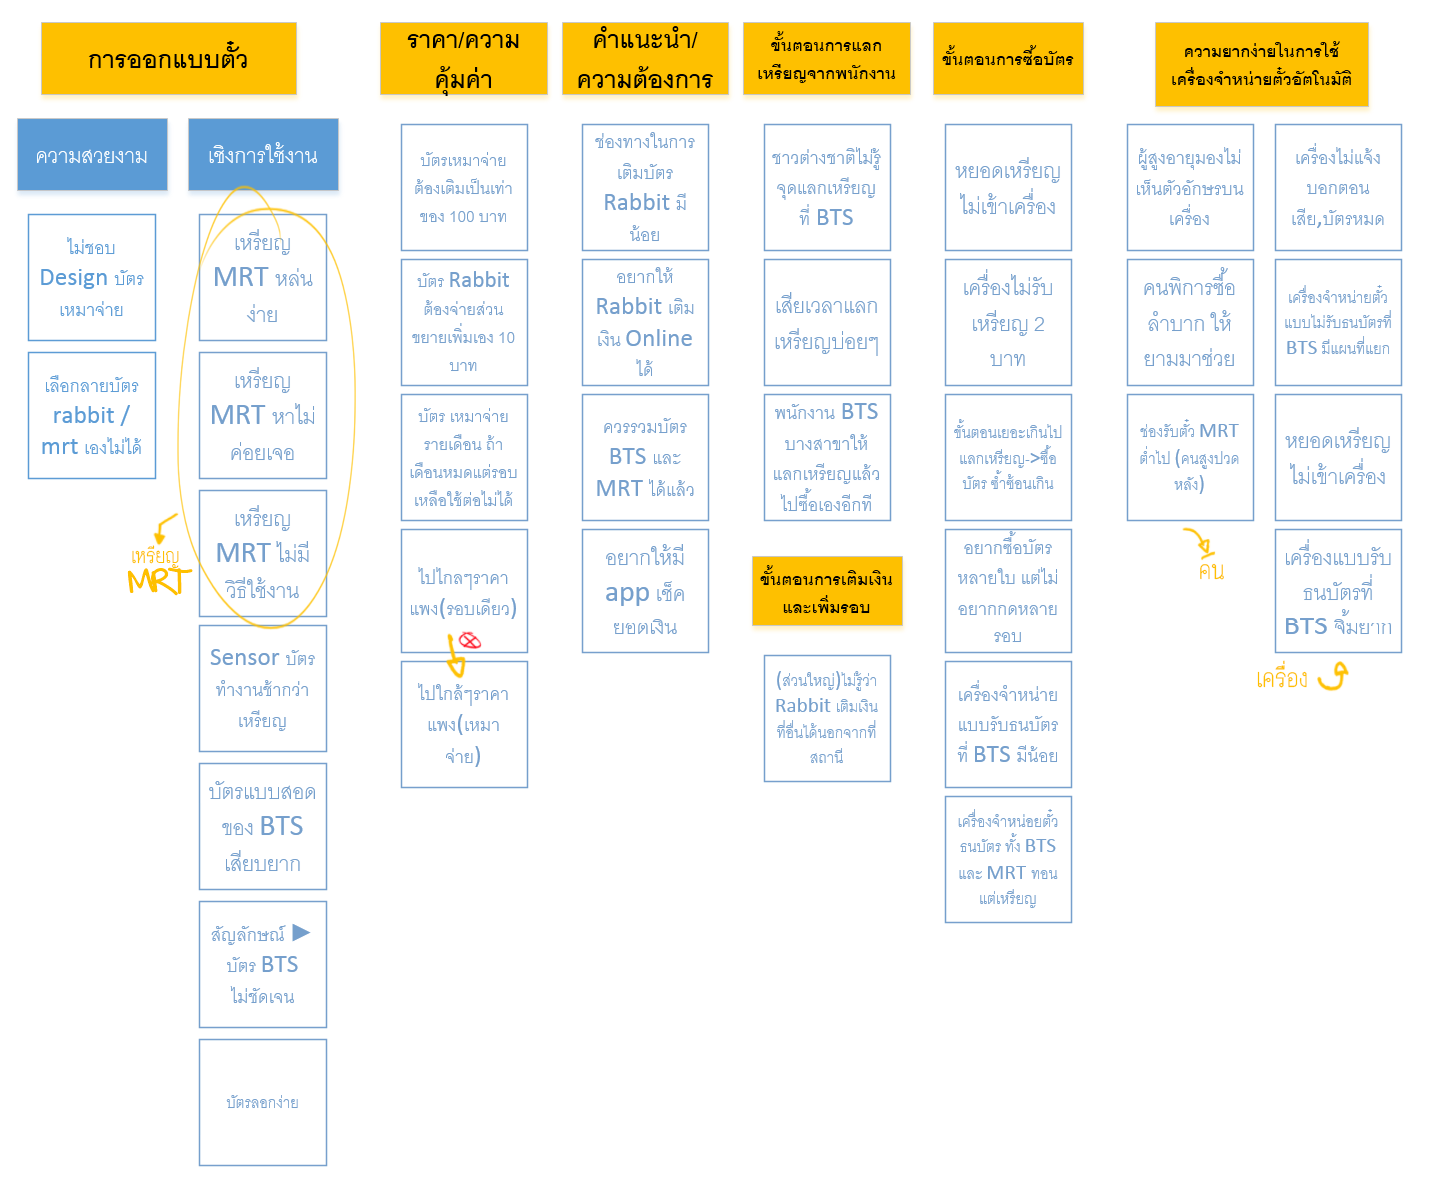 การออกแบบตั๋ว
ความสวยงาม
ไม่ชอบ
Design บัตร
เหมาจ่าย
เลือกลายบัตร
rabbit /
mrt เองไม่ได้
เชิงการใช้งาน
เหรียญ
MRT หล่น
ง่าย
เหรียญ
MRT หาไม่
ค่อยเจอ
เหรียญ
MRT ไม่มี
วิธีใช้งาน
เหรียญ
MRT
Sensor บัตร
ทำงานช้ากว่า
เหรียญ
บัตรแบบสอด
ของ BTS
เสียบยาก
สัญลักษณ์ ▶
บัตร BTS
ไม่ชัดเจน
บัตรลอกง่าย
ราคา/ความ
คุ้มค่า
บัตรเหมาจ่าย
ต้องเติมเป็นเท่า
ของ 100 บาท
บัตร Rabbit
ต้องจ่ายส่วน
ขยายเพิ่มเอง 10
บาท
บัตร เหมาจ่าย
รายเดือน ถ้า
เดือนหมดแต่รอบ
เหลือใช้ต่อไม่ได้
ไปไกลๆราคา
แพง(รอบเดียว)
ไปใกล้ๆราคา
แพง(เหมา
จ่าย)
คำแนะนำ/
ความต้องการ
ช่องทางในการ
เติมบัตร
Rabbit มี
น้อย
อยากให้
Rabbit เติม
เงิน Online
ได้
ควรรวมบัตร
BTS และ
MRT ได้แล้ว
อยากให้มี
app เช็ค
ยอดเงิน
ขั้นตอนการแลก
เหรียญจากพนักงาน
ชาวต่างชาติไม่รู้
จุดแลกเหรียญ
ที่ BTS
เสียเวลาแลก
เหรียญบ่อยๆ
พนักงาน BTS
บางสาขาให้
แลกเหรียญแล้ว
ไปซื้อเองอีกที
ขั้นตอนการเติมเงิน
และเพิ่มรอบ
(ส่วนใหญ่)ไม่รู้ว่า
Rabbit เติมเงิน
ที่อื่นได้นอกจากที่
สถานี
ขั้นตอนการซื้อบัตร
หยอดเหรียญ
ไม่เข้าเครื่อง
เครื่องไม่รับ
เหรียญ 2
บาท
ขั้นตอนเยอะเกินไป
แลกเหรียญ->ซื้อ
บัตร ซ้ำซ้อนเกิน
อยากซื้อบัตร
หลายใบ แต่ไม่
อยากกดหลาย
รอบ
เครื่องจำหน่าย
แบบรับธนบัตร
ที่ BTS มีน้อย
เครื่องจำหน่อยตั๋ว
ธนบัตร ทั้ง BTS
และ MRT ทอน
แต่เหรียญ
ความยากง่ายในการใช้
เครื่องจำหน่ายตั๋วอัตโนมัติ
ผู้สูงอายุมองไม่
เห็นตัวอักษรบน
เครื่อง
คนพิการซื้อ
ลำบาก ให้
ยามมาช่วย
ช่องรับตั๋ว MRT
ต่ำไป (คนสูงปวด
หลัง)
คน
เครื่องไม่แจ้ง
บอกตอน
เสีย,บัตรหมด
เครื่องจำหน่ายตั๋ว
แบบไม่รับธนบัตรที่
BTS มีแผนที่แยก
หยอดเหรียญ
ไม่เข้าเครื่อง
เครื่องแบบรับ
ธนบัตรที่
BTS จิ้มยาก
เครื่อง